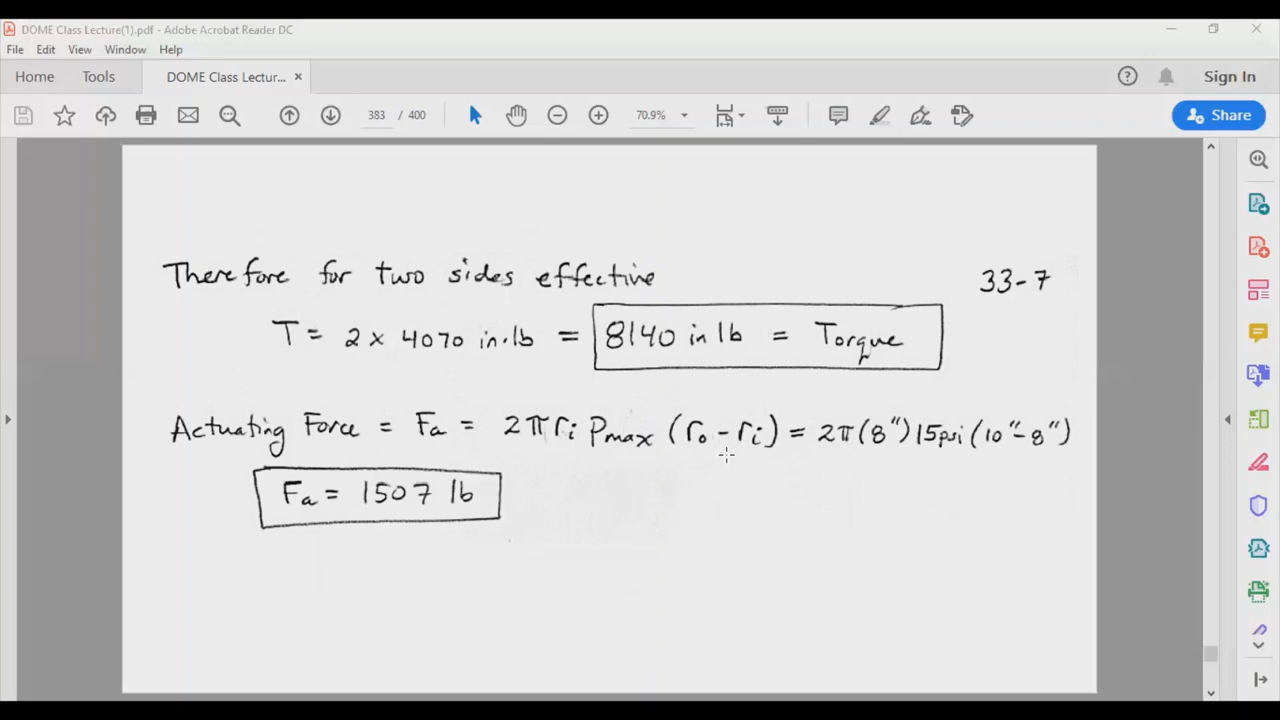 DOME Class Lecture(1).pdf - Adobe Acrobat Reader DC
File Edit View Window Help
Home Tools DOME Class Lectur... × Sign In
383 / 400 70.9% Share
Therefore for two sides effective 33-7
T = 2 x 4070 in·lb = 8140 in lb = Torque
Actuating Force = Fa = 2πri Pmax (ro - ri) = 2π(8")15psi(10"-8")
Fa = 1507 lb